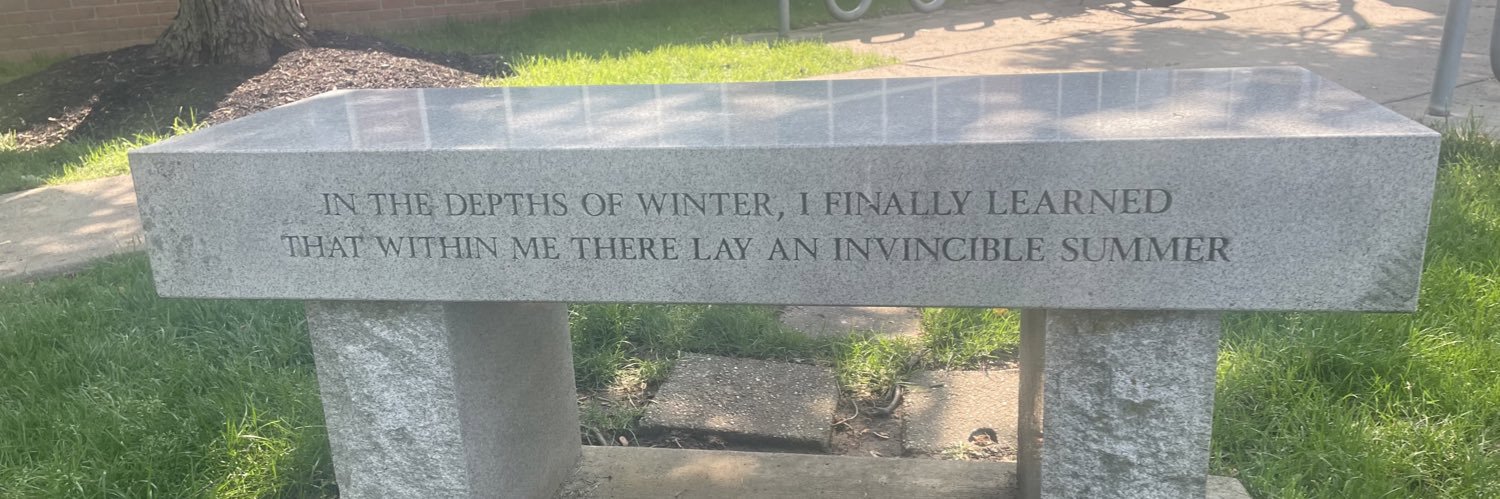 IN THE DEPTHS OF WINTER, I FINALLY LEARNED
THAT WITHIN ME THERE LAY AN INVINCIBLE SUMMER